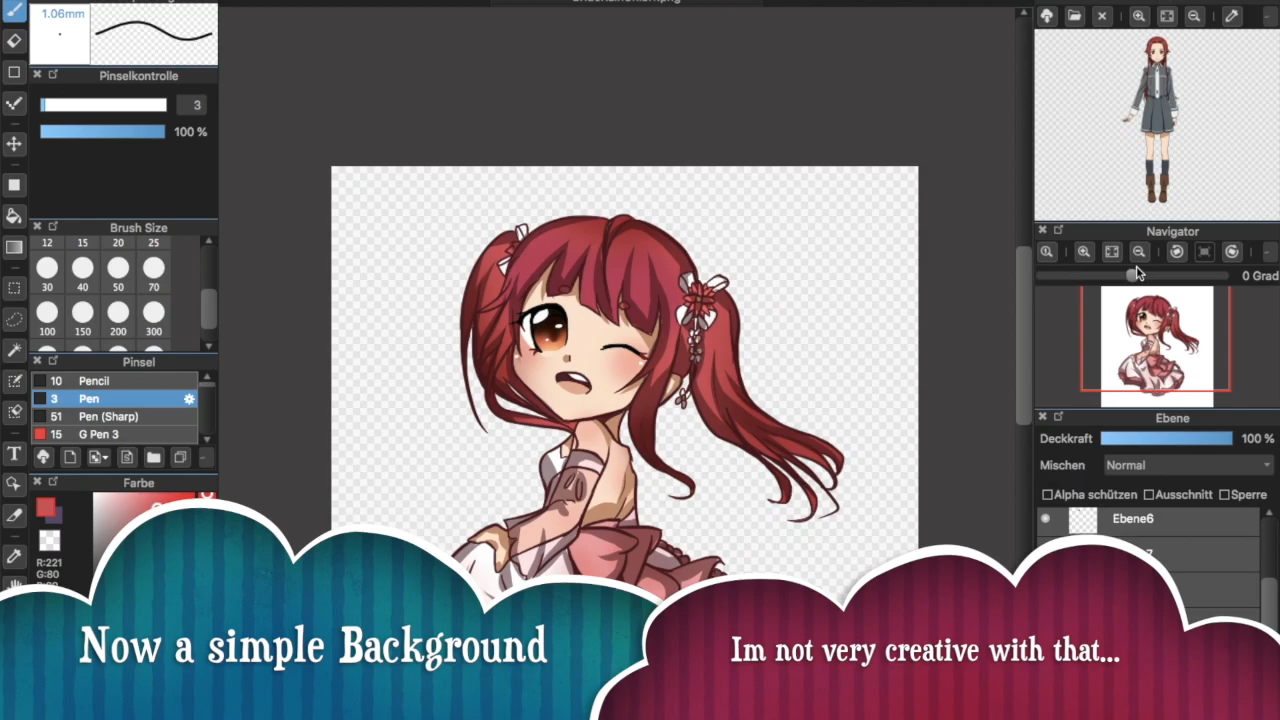 1.06mm
Pinselkontrolle
3
100 %
Brush Size
12 15 20 25
30 40 50 70
100 150 200 300
Pinsel
10 Pencil
3 Pen
51 Pen (Sharp)
15 G Pen 3
Farbe
R:221
G:80
Navigator
0 Grad
Ebene
Deckkraft 100 %
Mischen Normal
Alpha schützen Ausschnitt Sperre
Ebene6
7
Now a simple Background
Im not very creative with that...